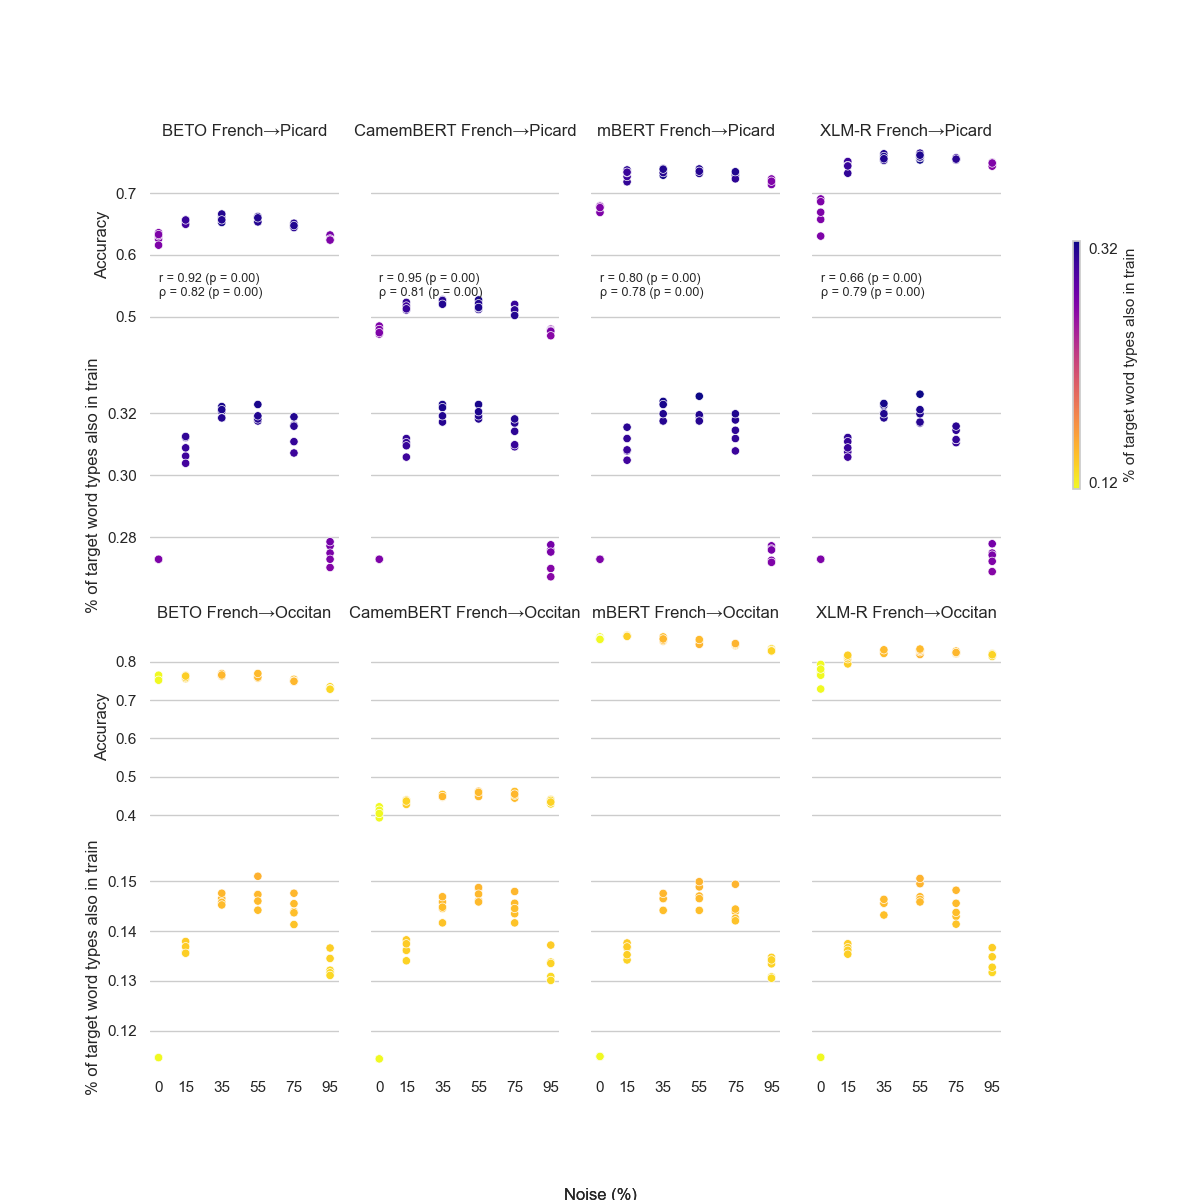 BETO French→Picard
CamemBERT French→Picard
mBERT French→Picard
XLM-R French→Picard
Accuracy
0.7
0.6
0.5
r = 0.92 (p = 0.00)
ρ = 0.82 (p = 0.00)
r = 0.95 (p = 0.00)
ρ = 0.81 (p = 0.00)
r = 0.80 (p = 0.00)
ρ = 0.78 (p = 0.00)
r = 0.66 (p = 0.00)
ρ = 0.79 (p = 0.00)
0.32
0.12
% of target word types also in train
% of target word types also in train
0.32
0.30
0.28
BETO French→Occitan
CamemBERT French→Occitan
mBERT French→Occitan
XLM-R French→Occitan
Accuracy
0.8
0.7
0.6
0.5
0.4
% of target word types also in train
0.15
0.14
0.13
0.12
0 15 35 55 75 95
0 15 35 55 75 95
0 15 35 55 75 95
0 15 35 55 75 95
Noise (%)